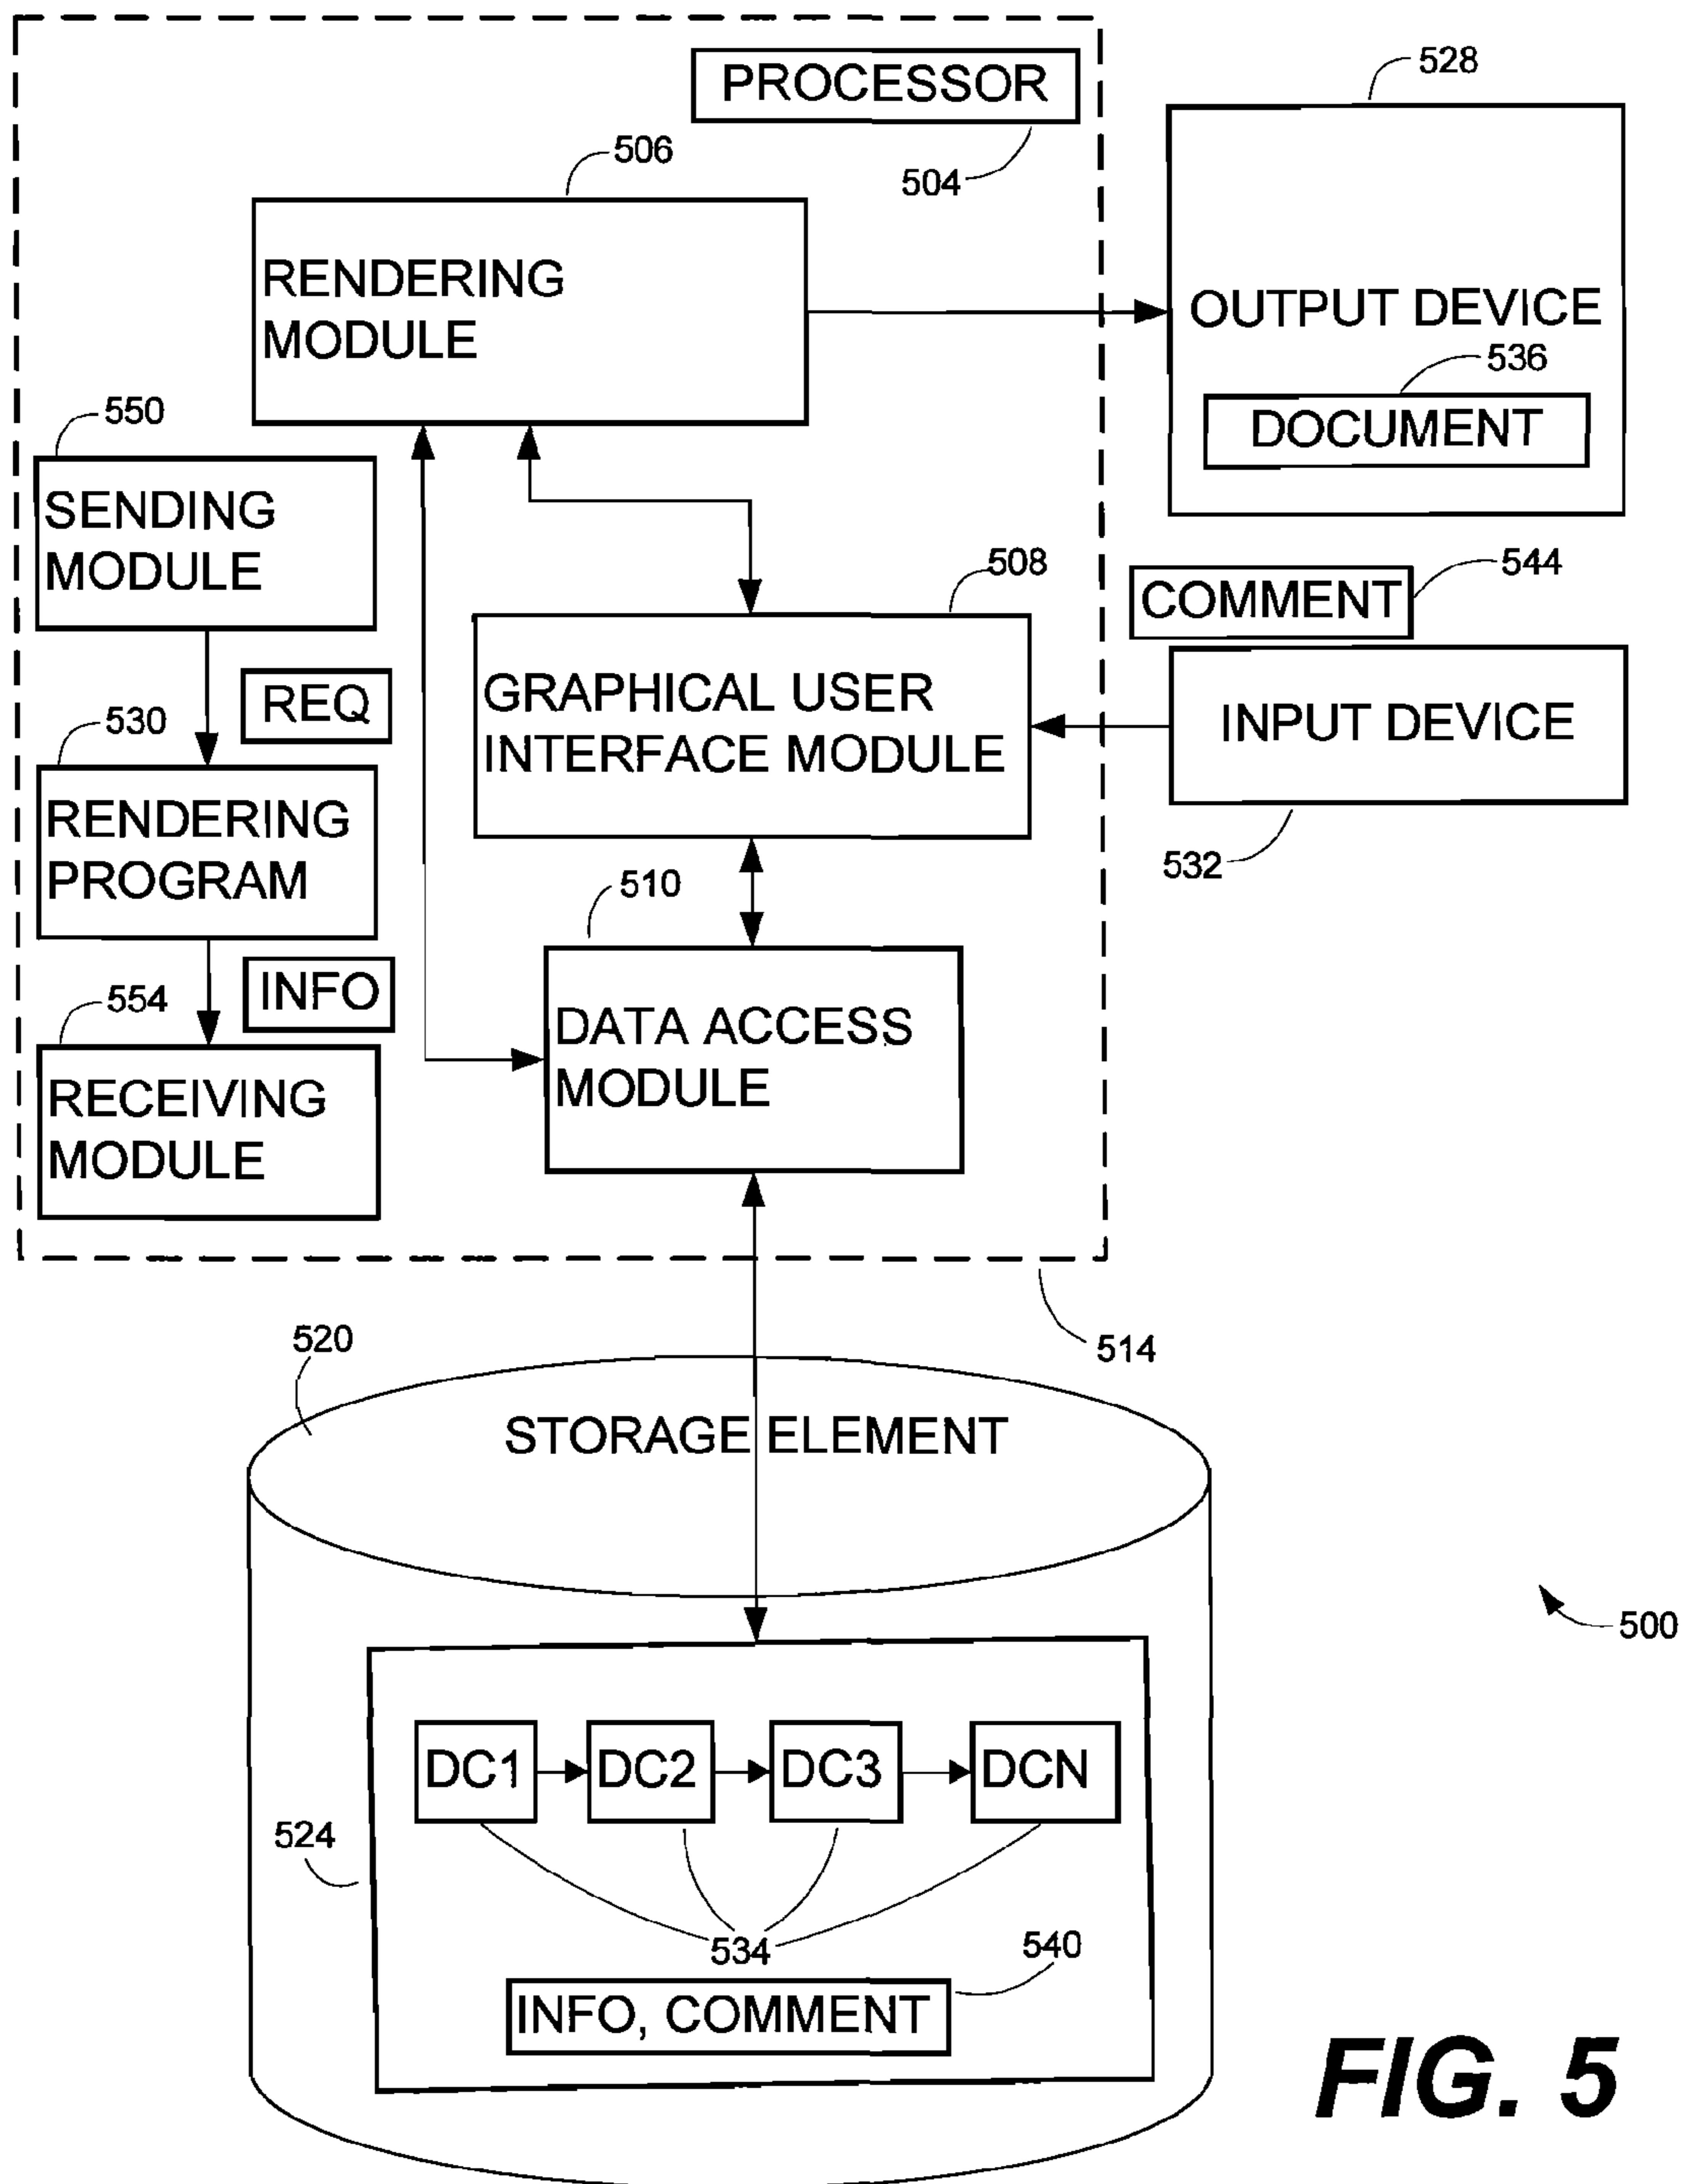 PROCESSOR
528
506
504
RENDERING
MODULE
OUTPUT DEVICE
536
DOCUMENT
550
SENDING
MODULE
508
544
COMMENT
REQ
530
GRAPHICAL USER
INTERFACE MODULE
INPUT DEVICE
RENDERING
PROGRAM
532
510
554
INFO
DATA ACCESS
MODULE
RECEIVING
MODULE
514
520
STORAGE ELEMENT
500
DC1
DC2
DC3
DCN
524
534
540
INFO, COMMENT
FIG. 5